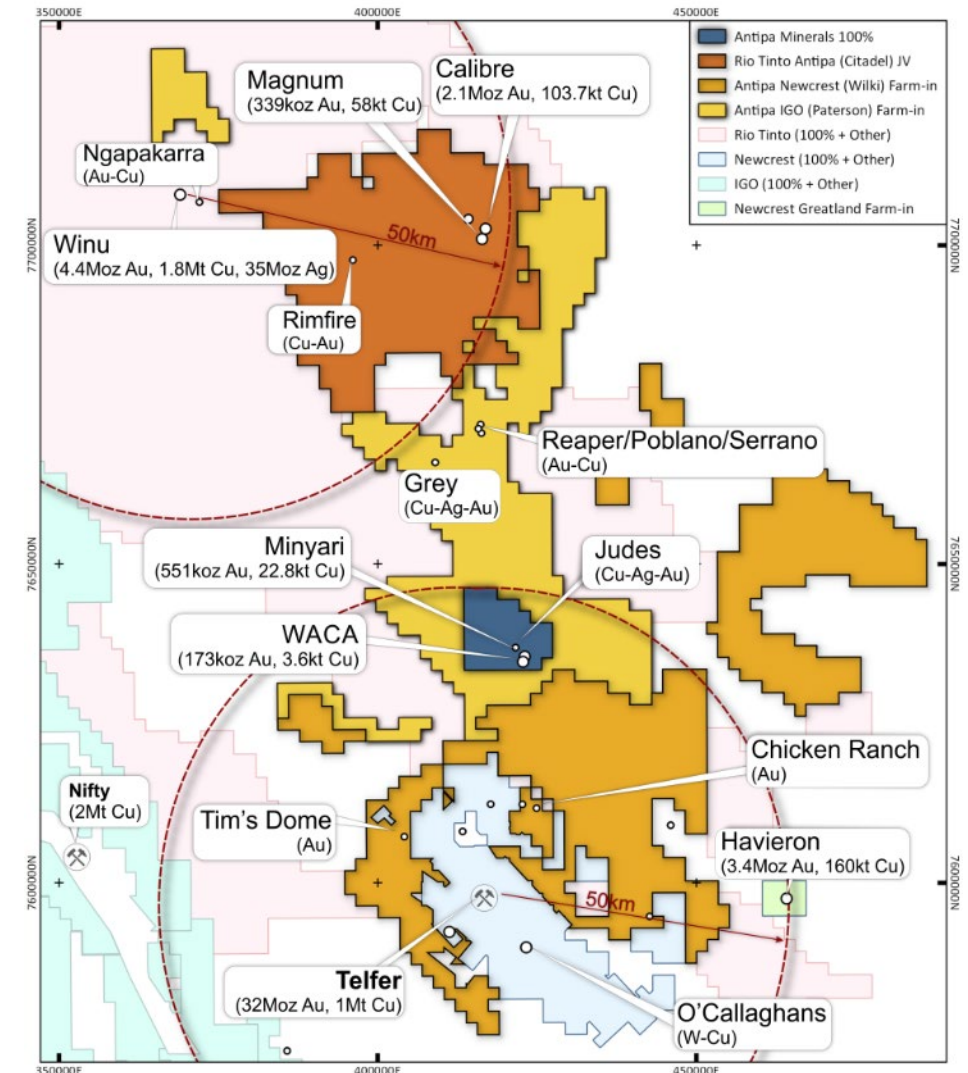 350000E
400000E
450000E
Antipa Minerals 100%
Rio Tinto Antipa (Citadel) JV
Antipa Newcrest (Wilki) Farm-in
Antipa IGO (Paterson) Farm-in
Rio Tinto (100% + Other)
Newcrest (100% + Other)
IGO (100% + Other)
Newcrest Greatland Farm-in
Magnum
(339koz Au, 58kt Cu)
Calibre
(2.1Moz Au, 103.7kt Cu)
Ngapakarra
(Au-Cu)
7700000N
7700000N
50km
Winu
(4.4Moz Au, 1.8Mt Cu, 35Moz Ag)
Rimfire
(Cu-Au)
Reaper/Poblano/Serrano
(Au-Cu)
Grey
(Cu-Ag-Au)
7650000N
7650000N
Minyari
(551koz Au, 22.8kt Cu)
Judes
(Cu-Ag-Au)
WACA
(173koz Au, 3.6kt Cu)
Chicken Ranch
(Au)
Nifty
(2Mt Cu)
Tim's Dome
(Au)
Havieron
(3.4Moz Au, 160kt Cu)
7600000N
7600000N
50km
Telfer
(32Moz Au, 1Mt Cu)
O'Callaghans
(W-Cu)
350000E
400000E
450000E